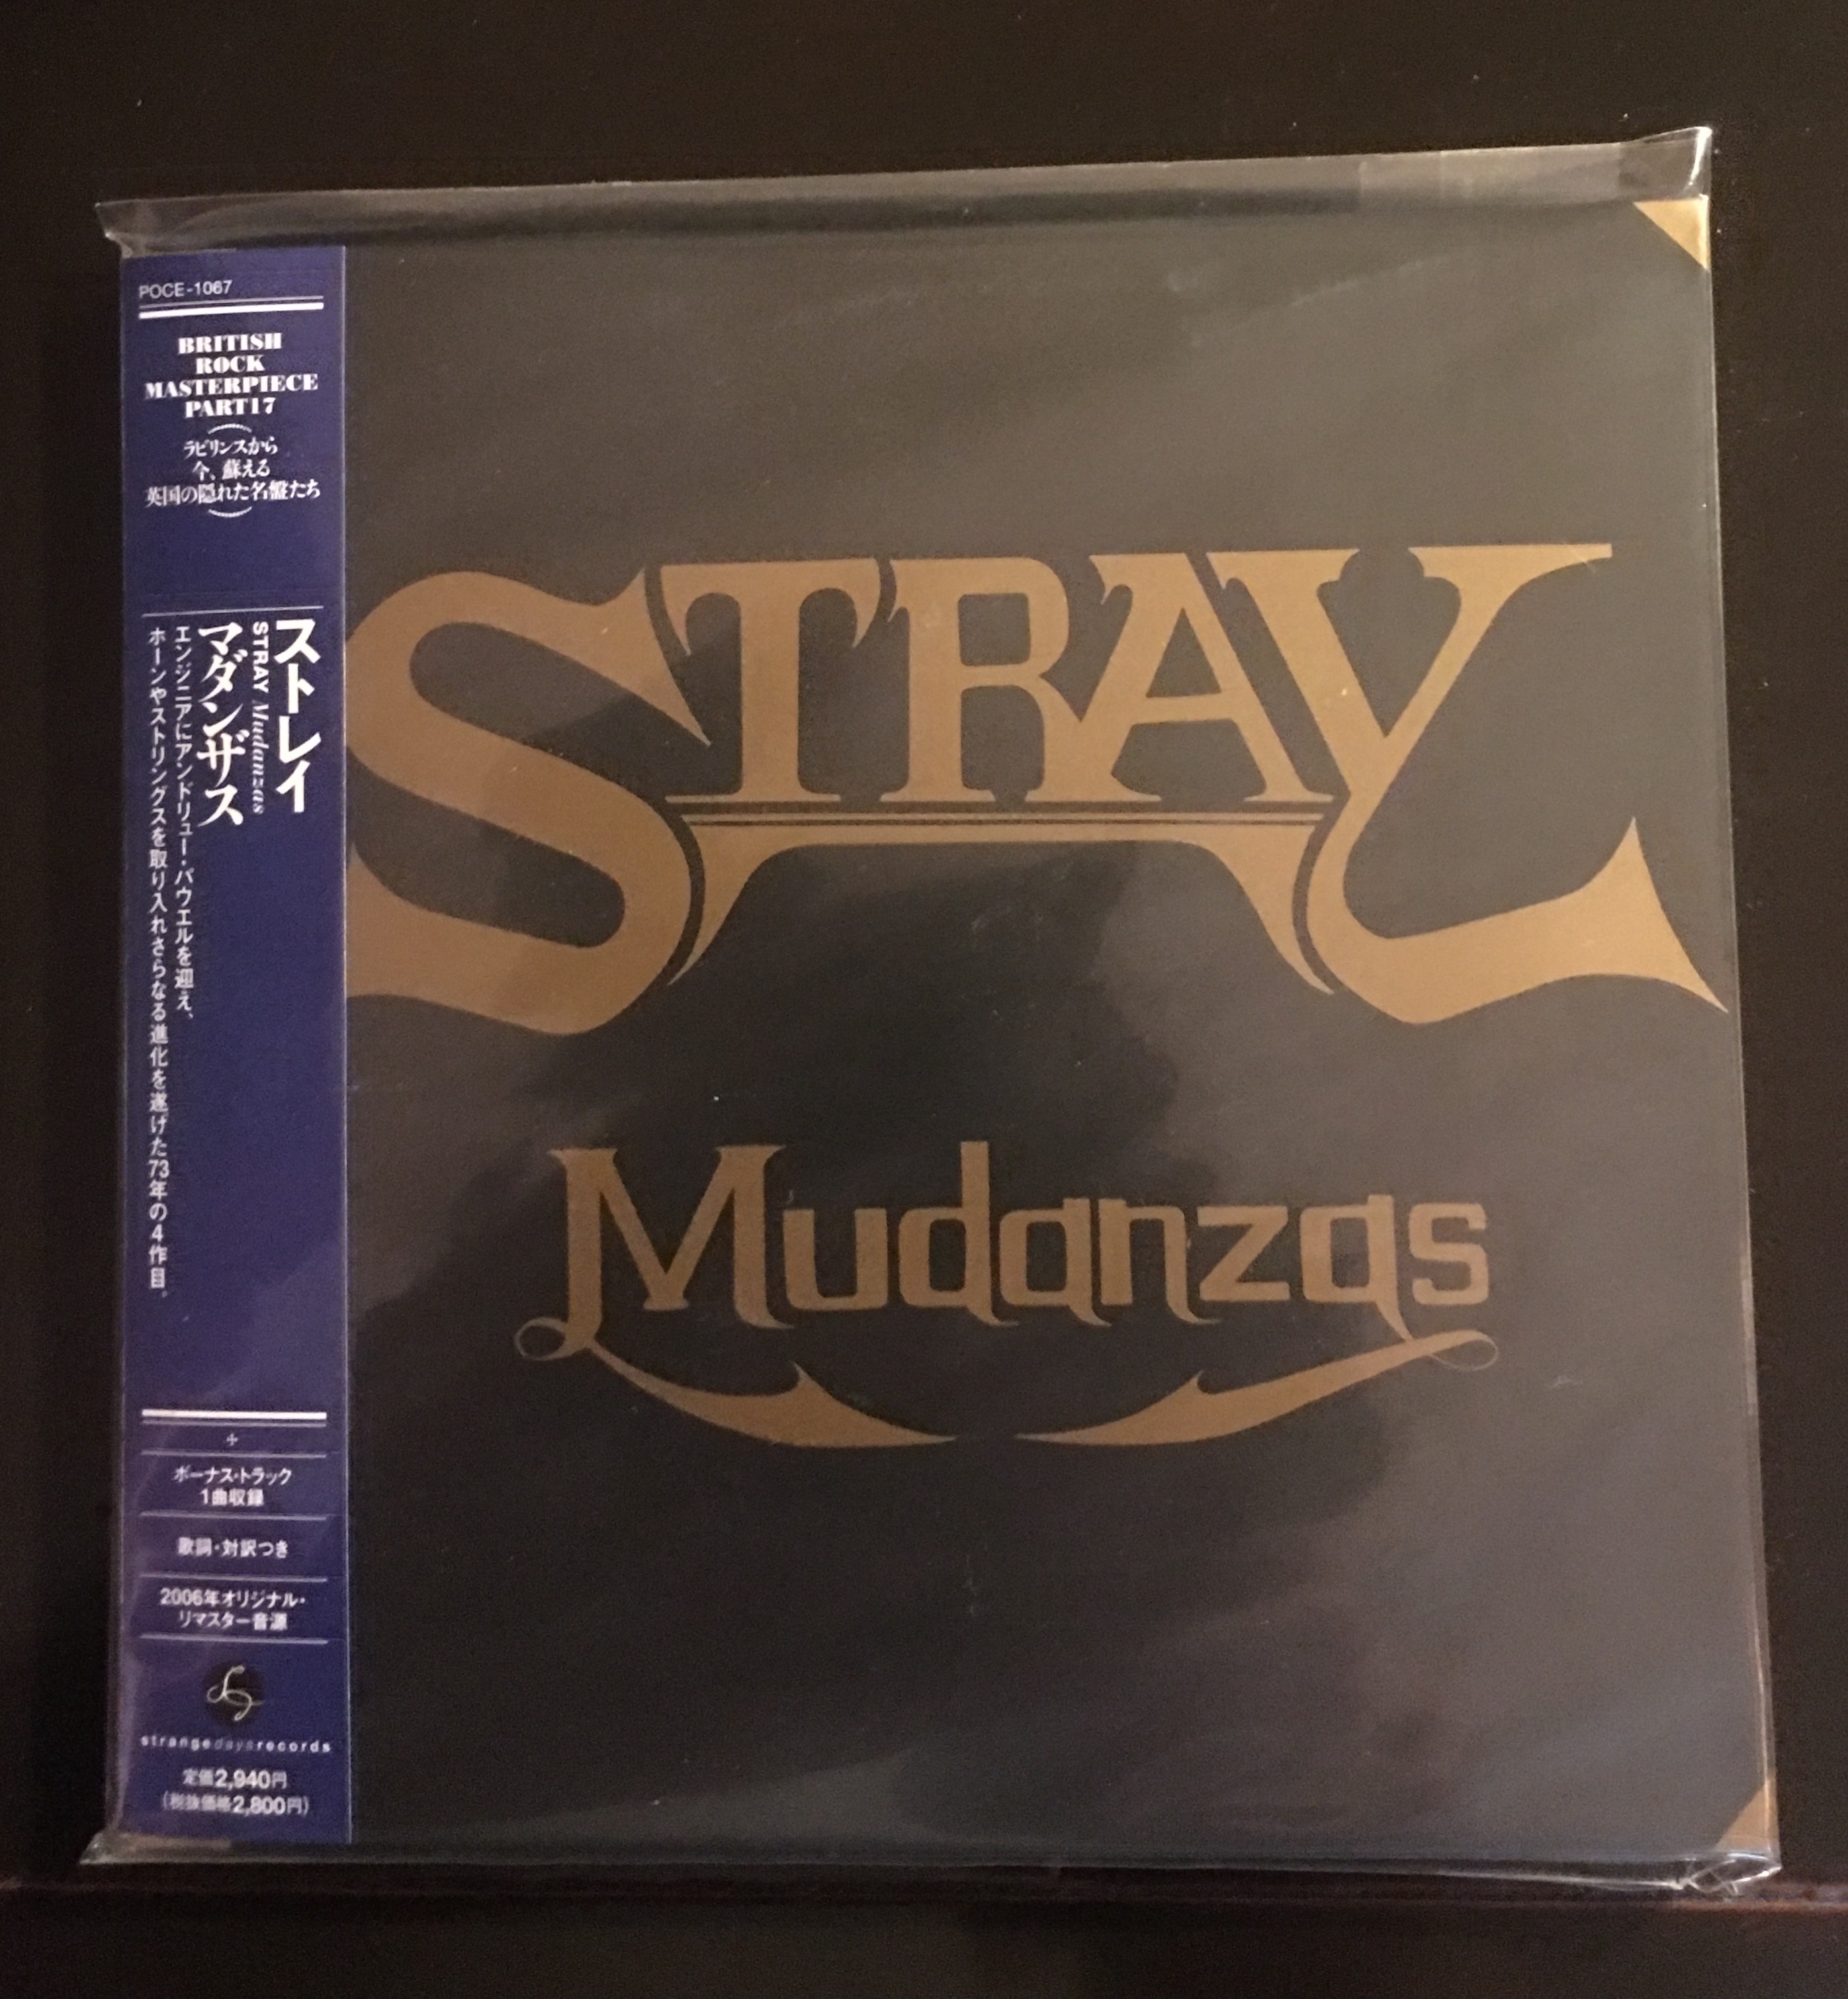 POCE-1067
BRITISH
ROCK
MASTERPIECE
PART17
ラビリンスから
今、蘇える
英国の隠れた名盤たち
ストレイ
STRAY Mudanzas
マダンザス
エンジニアにアンドリュー・パウエルを迎え、
ホーンやストリングスを取り入れさらなる進化を遂げた73年の4作目。
+
ボーナス・トラック
1曲収録
歌詞・対訳つき
2006年オリジナル・
リマスター音源
strangedaysrecords
定価2,940円
(税抜価格2,800円)
STRAY
Mudanzas